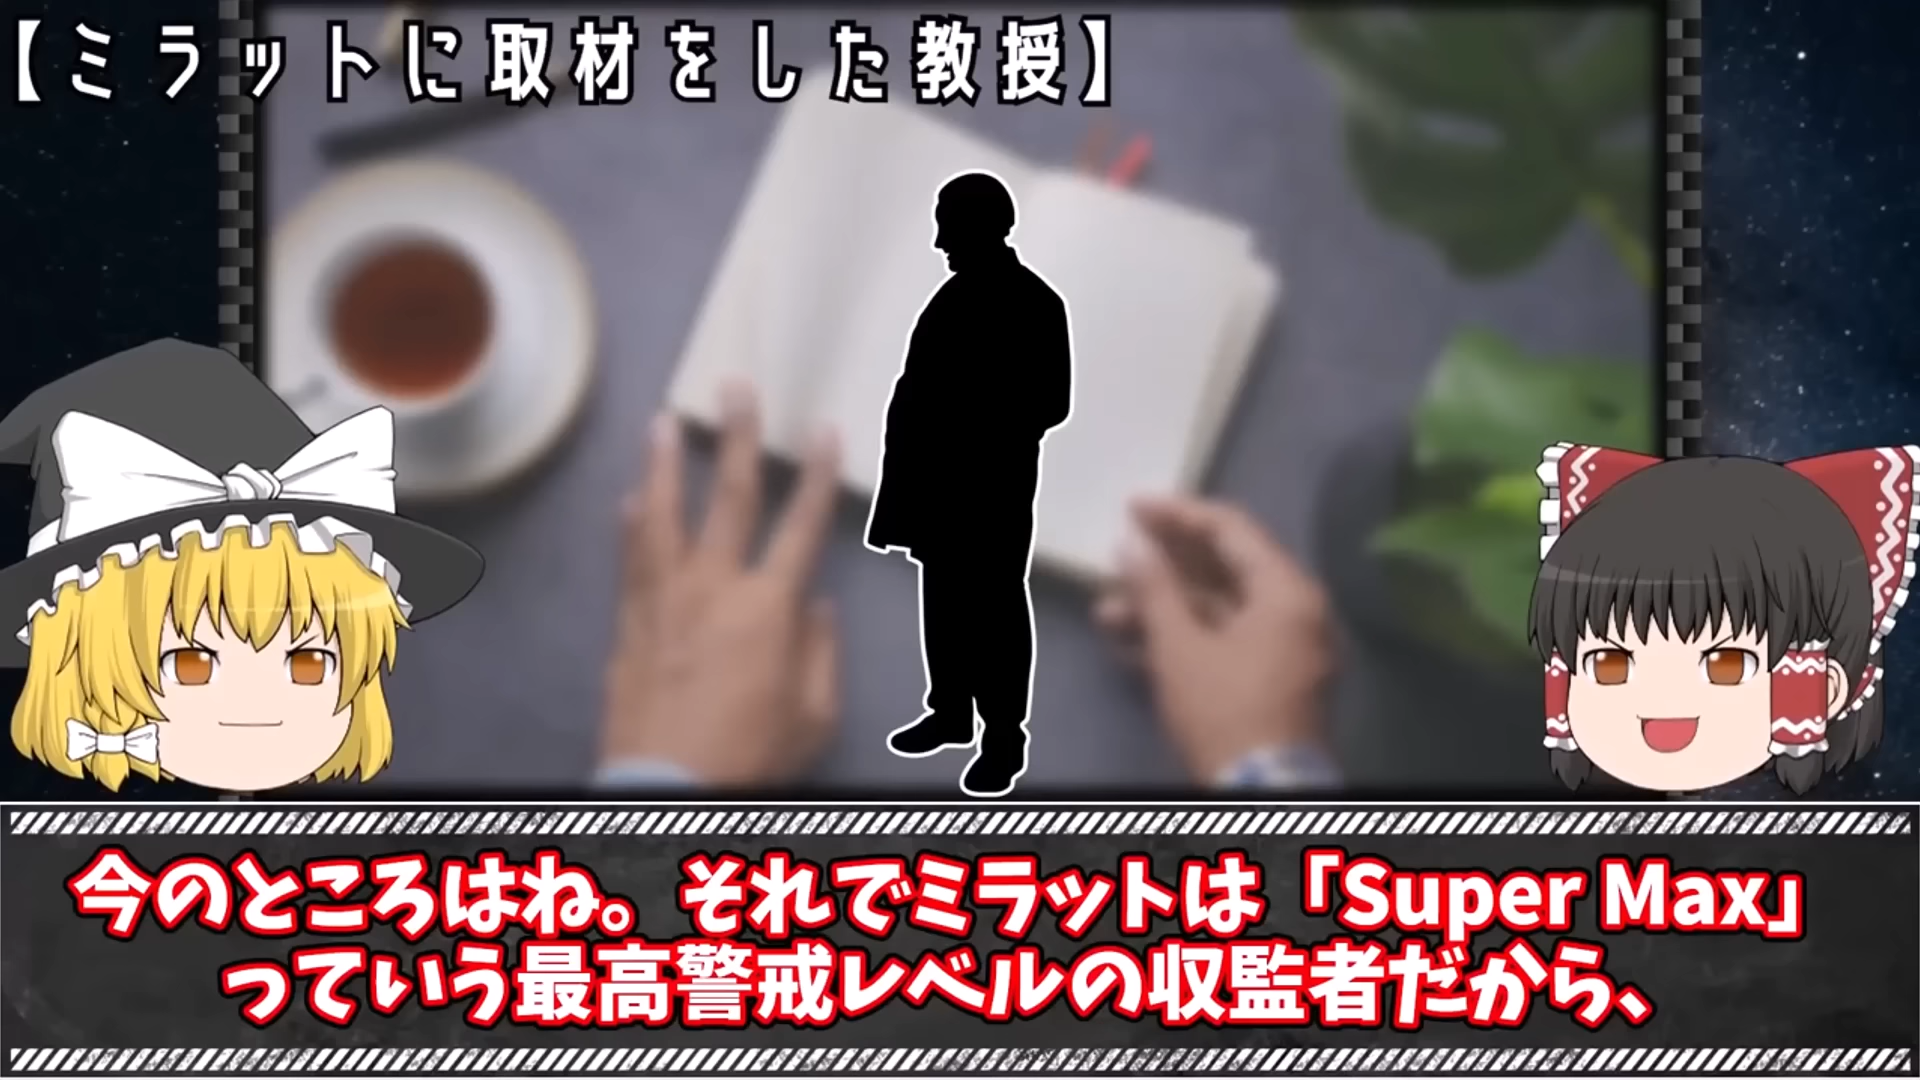 【ミラットに取材をした教授】
今のところはね。それでミラットは「Super Max」
っていう最高警戒レベルの収監者だから、